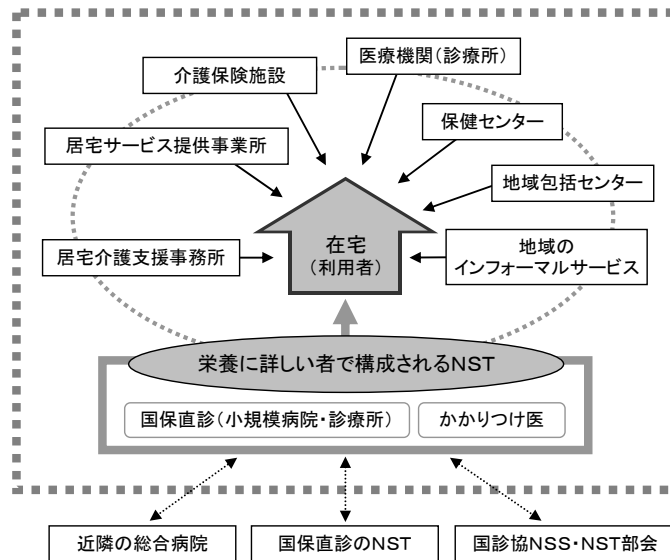 医療機関（診療所）
介護保険施設
保健センター
居宅サービス提供事業所
地域包括センター
在宅
（利用者）
居宅介護支援事務所
地域の
インフォーマルサービス
栄養に詳しい者で構成されるNST
国保直診（小規模病院・診療所）
かかりつけ医
近隣の総合病院
国保直診のNST
国診協NSS・NST部会